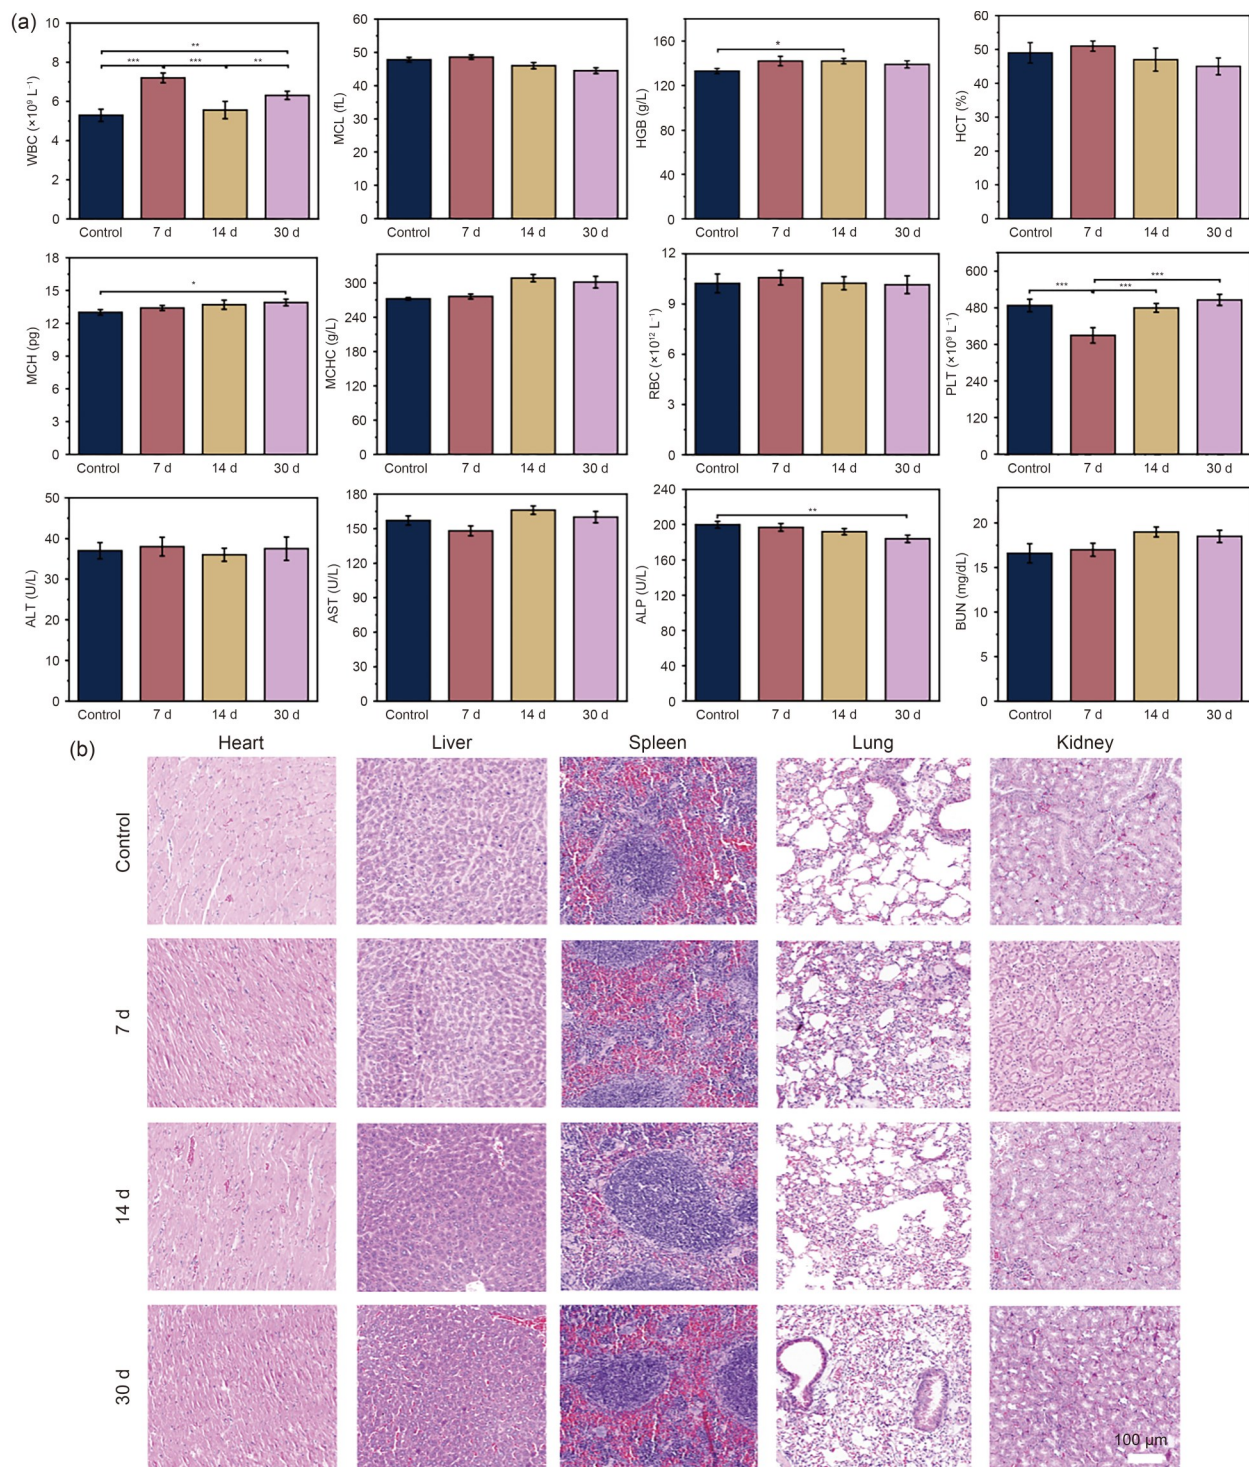 (a)
10
8
6
4
2
0
WBC (×10⁹ L⁻¹)
**
***
***
**
Control 7 d 14 d 30 d
60
50
40
30
20
10
0
MCL (fL)
Control 7 d 14 d 30 d
160
120
80
40
0
HGB (g/L)
*
Control 7 d 14 d 30 d
60
50
40
30
20
10
0
HCT (%)
Control 7 d 14 d 30 d
18
15
12
9
6
3
0
MCH (pg)
*
Control 7 d 14 d 30 d
300
240
180
120
60
0
MCHC (g/L)
Control 7 d 14 d 30 d
12
9
6
3
0
RBC (×10¹² L⁻¹)
Control 7 d 14 d 30 d
600
480
360
240
120
0
PLT (×10⁹ L⁻¹)
***
***
***
Control 7 d 14 d 30 d
50
40
30
20
10
0
ALT (U/L)
Control 7 d 14 d 30 d
180
150
120
90
60
30
0
AST (U/L)
Control 7 d 14 d 30 d
240
200
160
120
80
40
0
ALP (U/L)
**
Control 7 d 14 d 30 d
20
15
10
5
0
BUN (mg/dL)
Control 7 d 14 d 30 d
(b)
Heart Liver Spleen Lung Kidney
Control
7 d
14 d
30 d
100 μm